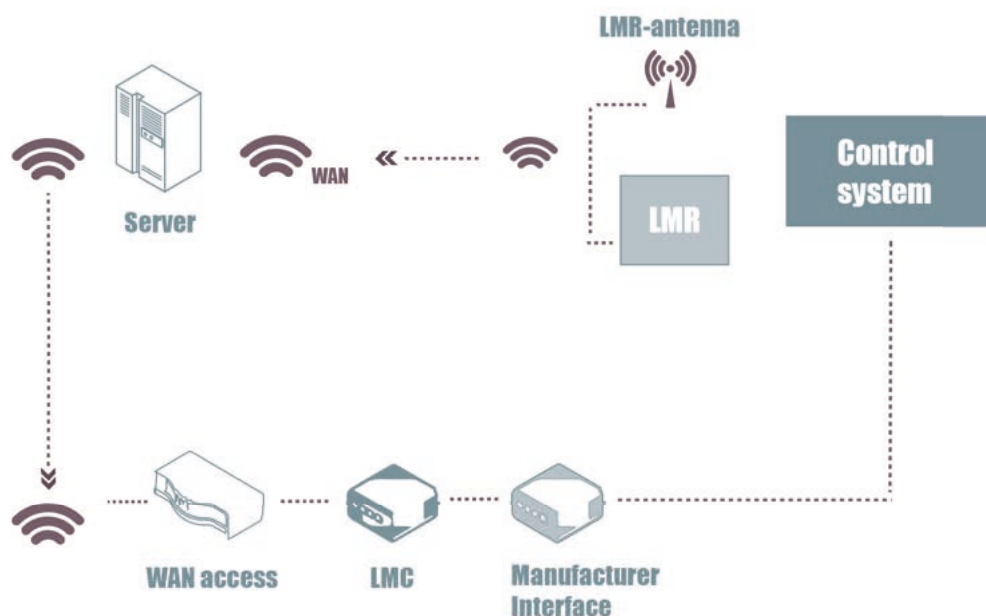 LMR-antenna
WAN
Server
LMR
Control
system
WAN access
LMC
Manufacturer
Interface